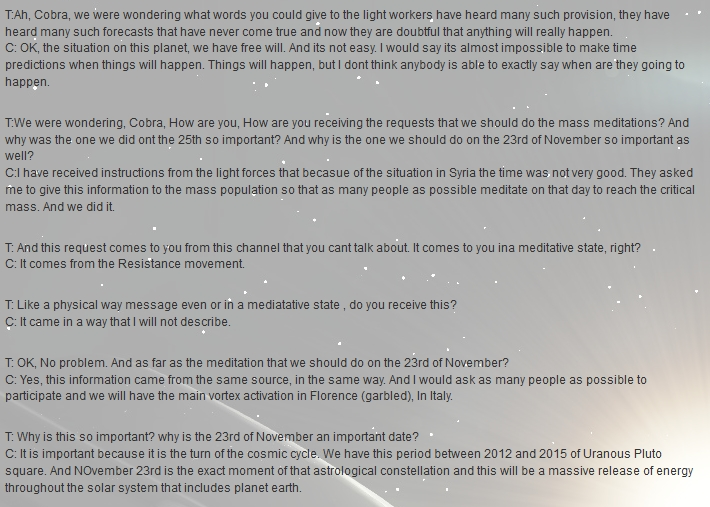 T:Ah, Cobra, we were wondering what words you could give to the light workers have heard many such provision, they have
heard many such forecasts that have never come true and now they are doubtful that anything will really happen.
C: OK, the situation on this planet, we have free will. And its not easy. I would say its almost impossible to make time
predictions when things will happen. Things will happen, but I dont think anybody is able to exactly say when are they going to
happen.
T:We were wondering, Cobra, How are you, How are you receiving the requests that we should do the mass meditations? And
why was the one we did ont the 25th so important? And why is the one we should do on the 23rd of November so important as
well?
C:I have received instructions from the light forces that becasue of the situation in Syria the time was not very good. They asked
me to give this information to the mass population so that as many people as possible meditate on that day to reach the critical
mass. And we did it.
T: And this request comes to you from this channel that you cant talk about. It comes to you ina meditative state, right?
C: It comes from the Resistance movement.
T: Like a physical way message even or in a mediatative state , do you receive this?
C: It came in a way that I will not describe.
T: OK, No problem. And as far as the meditation that we should do on the 23rd of November?
C: Yes, this information came from the same source, in the same way. And I would ask as many people as possible to
participate and we will have the main vortex activation in Florence (garbled), In Italy.
T: Why is this so important? why is the 23rd of November an important date?
C: It is important because it is the turn of the cosmic cycle. We have this period between 2012 and 2015 of Uranous Pluto
square. And NOvember 23rd is the exact moment of that astrological constellation and this will be a massive release of energy
throughout the solar system that includes planet earth.